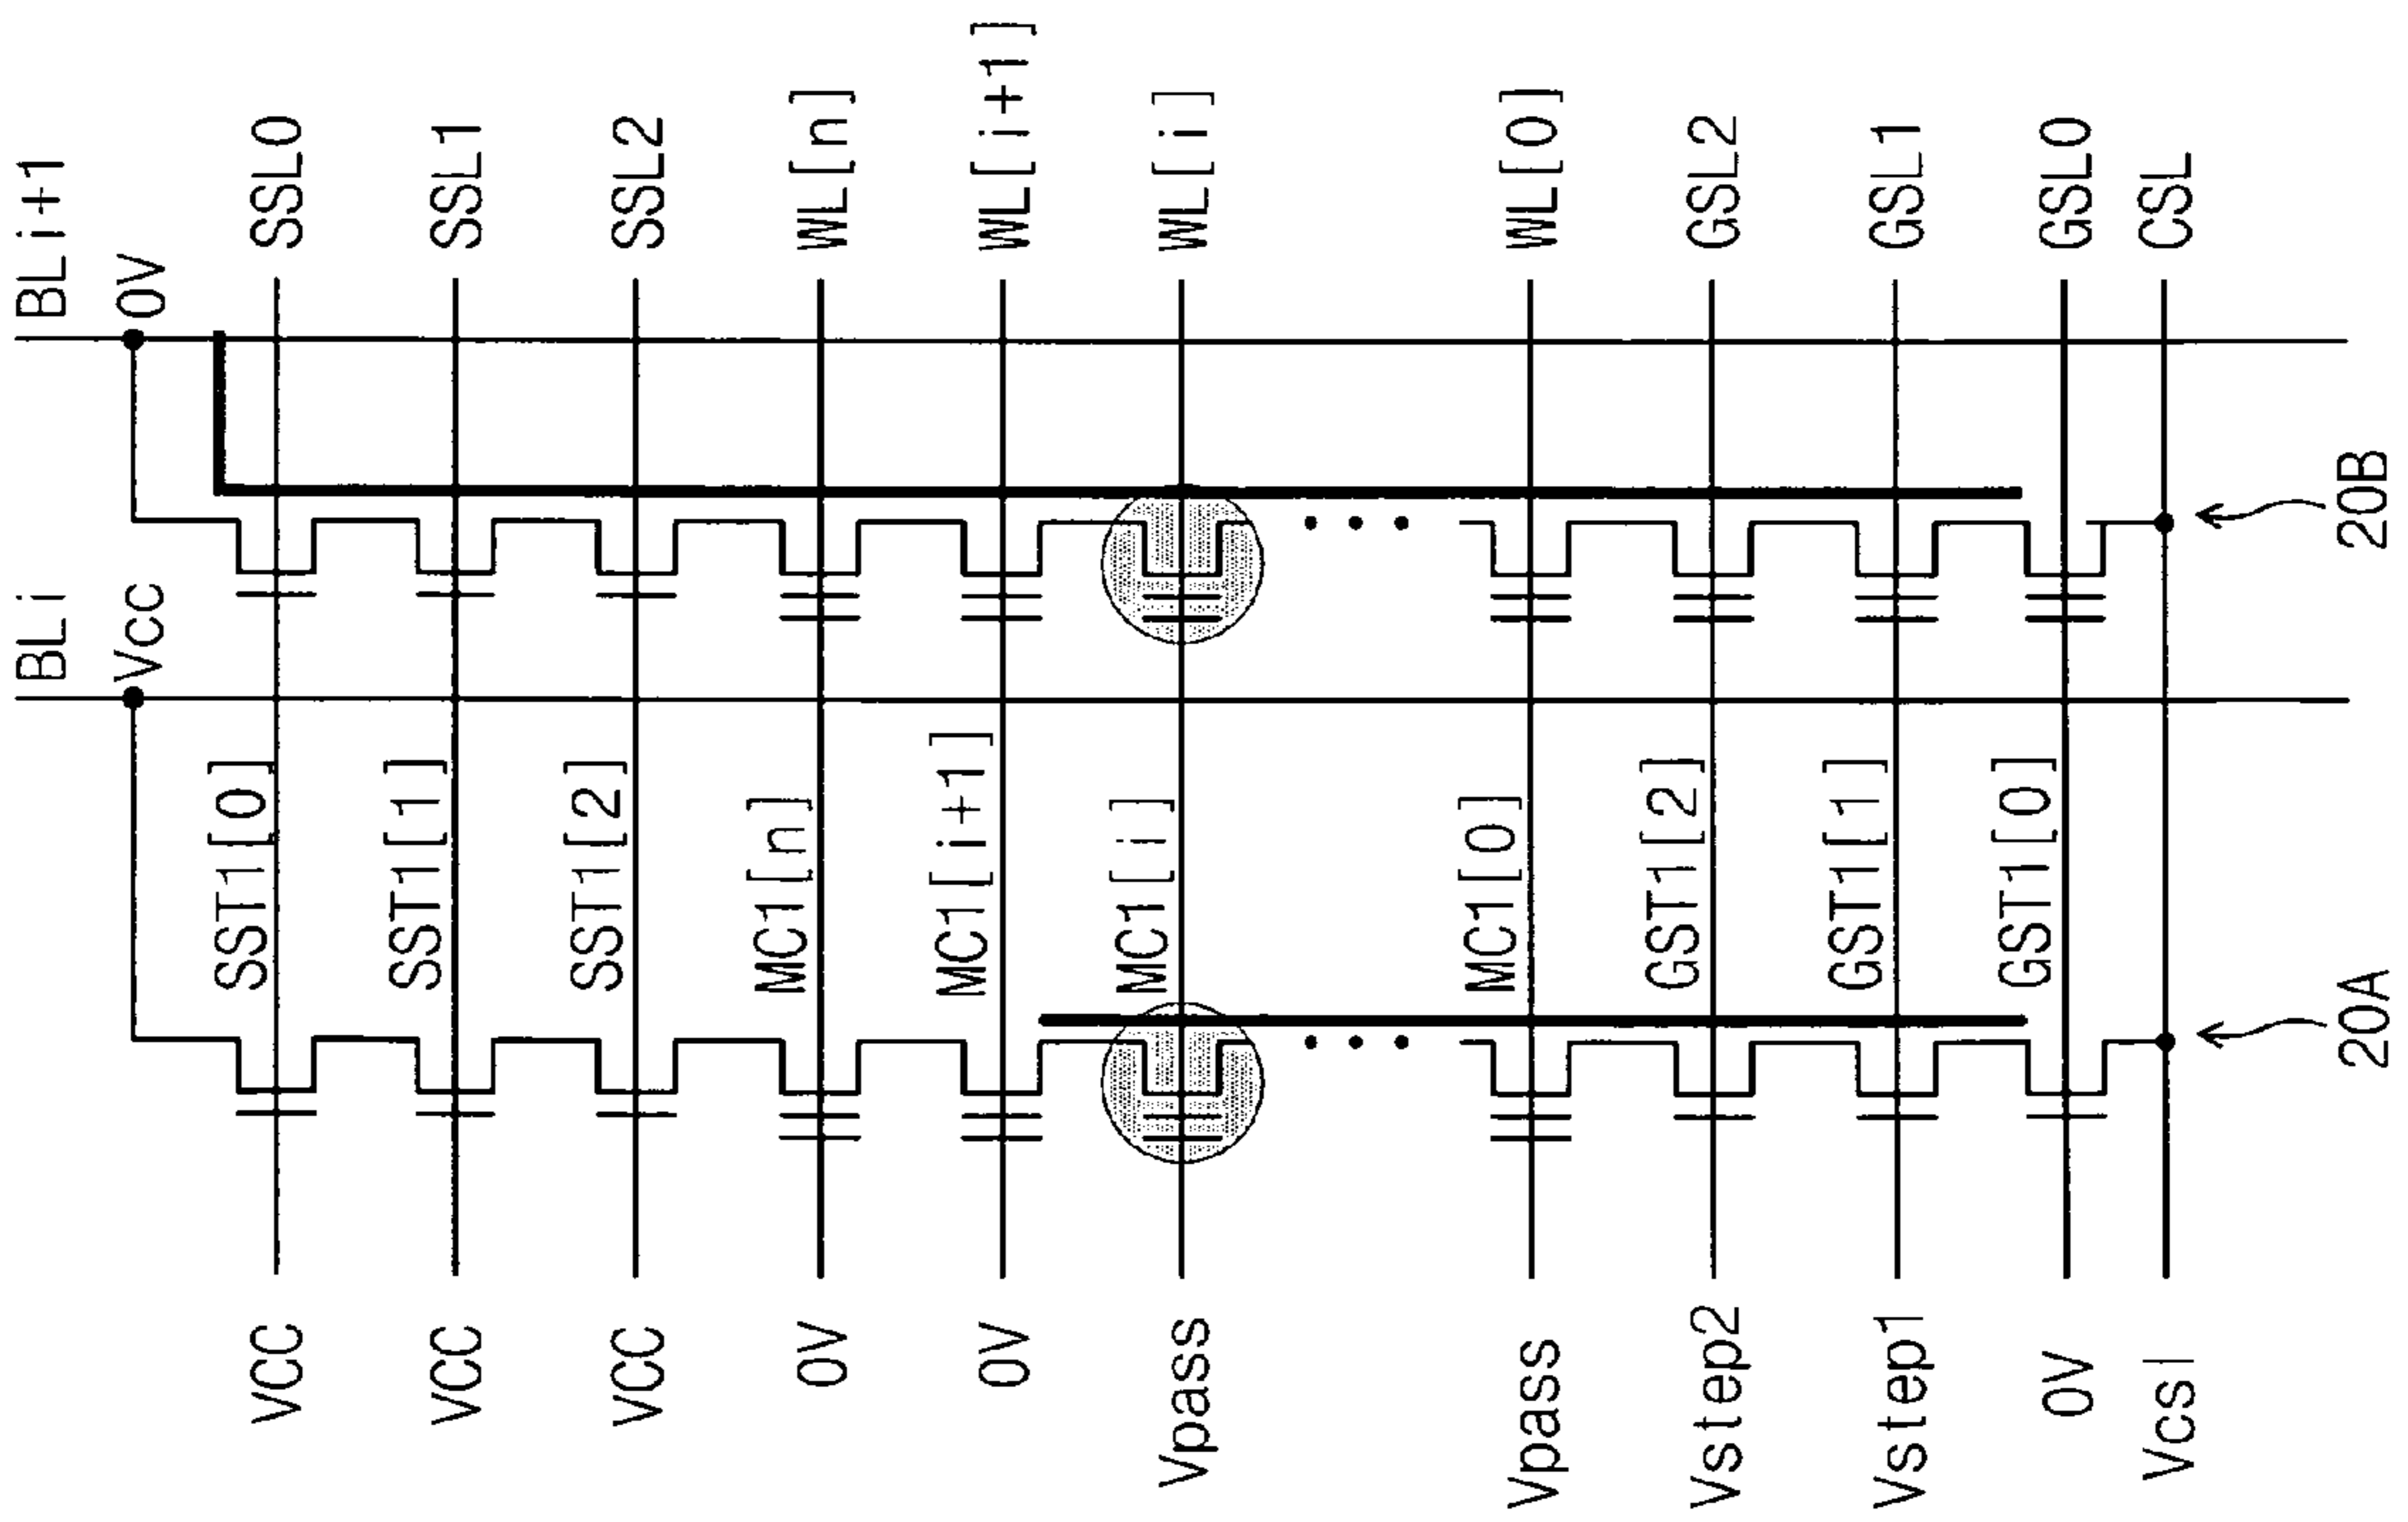 BLi
BLi+1
Vcc
0V
VCC
SST1[0]
SSL0
VCC
SST1[1]
SSL1
VCC
SST1[2]
SSL2
0V
MC1[n]
WL[n]
0V
MC1[i+1]
WL[i+1]
Vpass
MC1[i]
WL[i]
Vpass
MC1[0]
WL[0]
Vstep2
GST1[2]
GSL2
Vstep1
GST1[1]
GSL1
0V
GST1[0]
GSL0
Vcsl
CSL
20A
20B